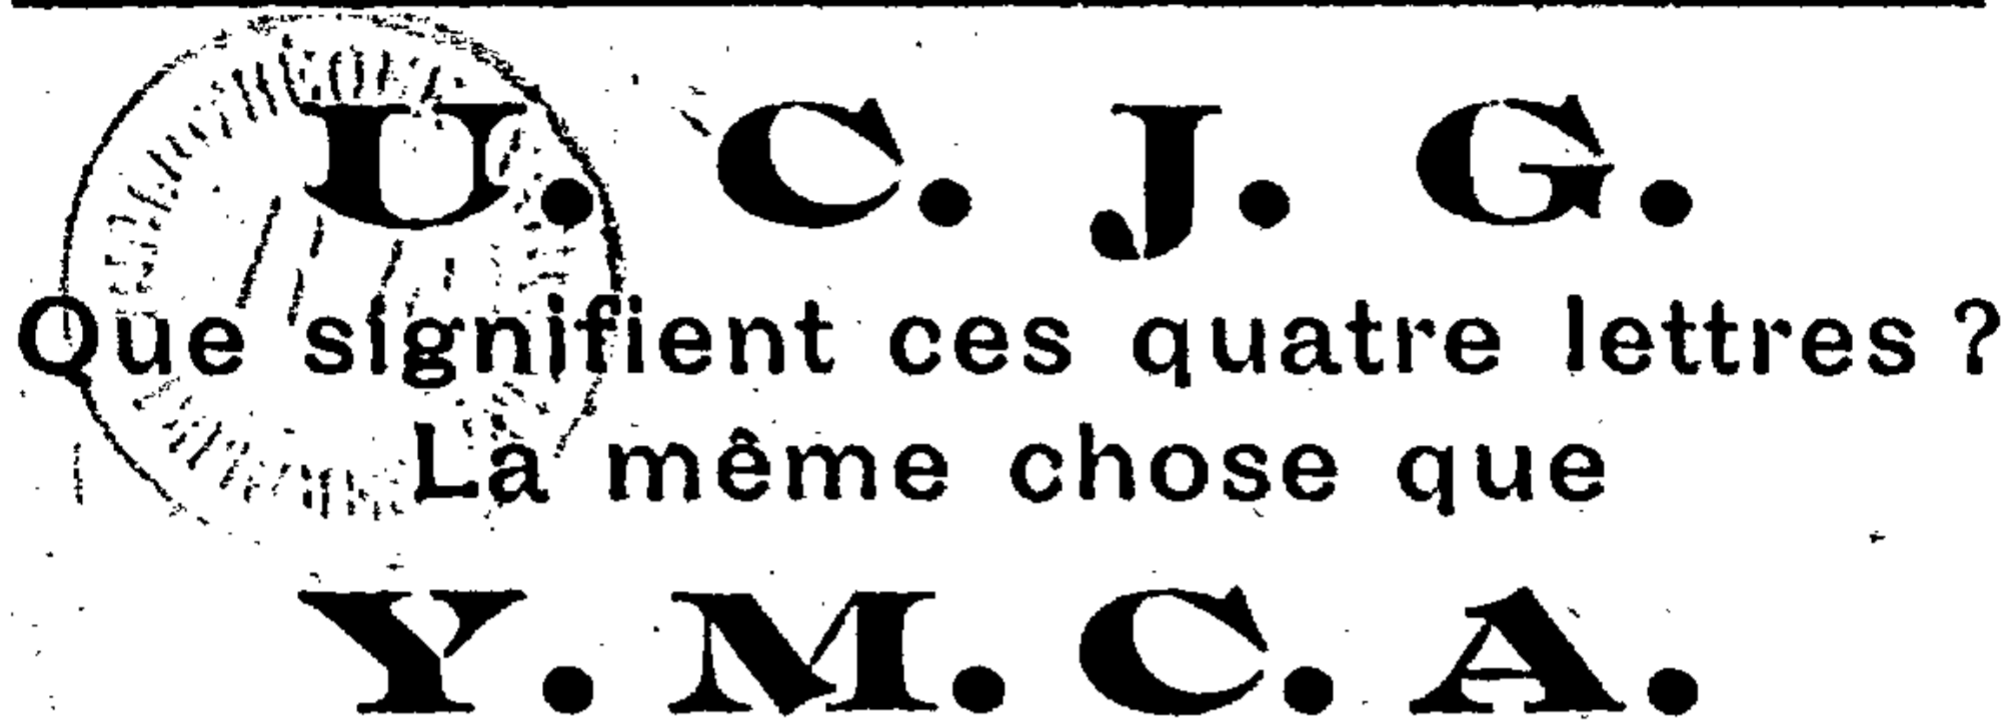 U. C. J. G.
Que signifient ces quatre lettres ?
La même chose que
Y. M. C. A.